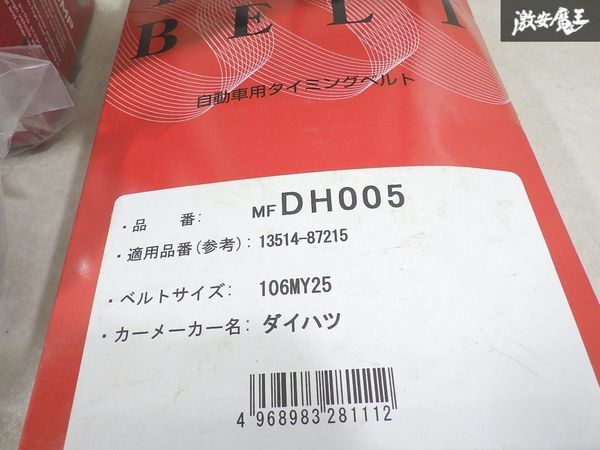 激安魔王
BELT
自動車用タイミングベルト
・品　番: MF DH005
・適用品番(参考): 13514-87215
・ベルトサイズ: 106MY25
・カーメーカー名: ダイハツ
4 968983 281112